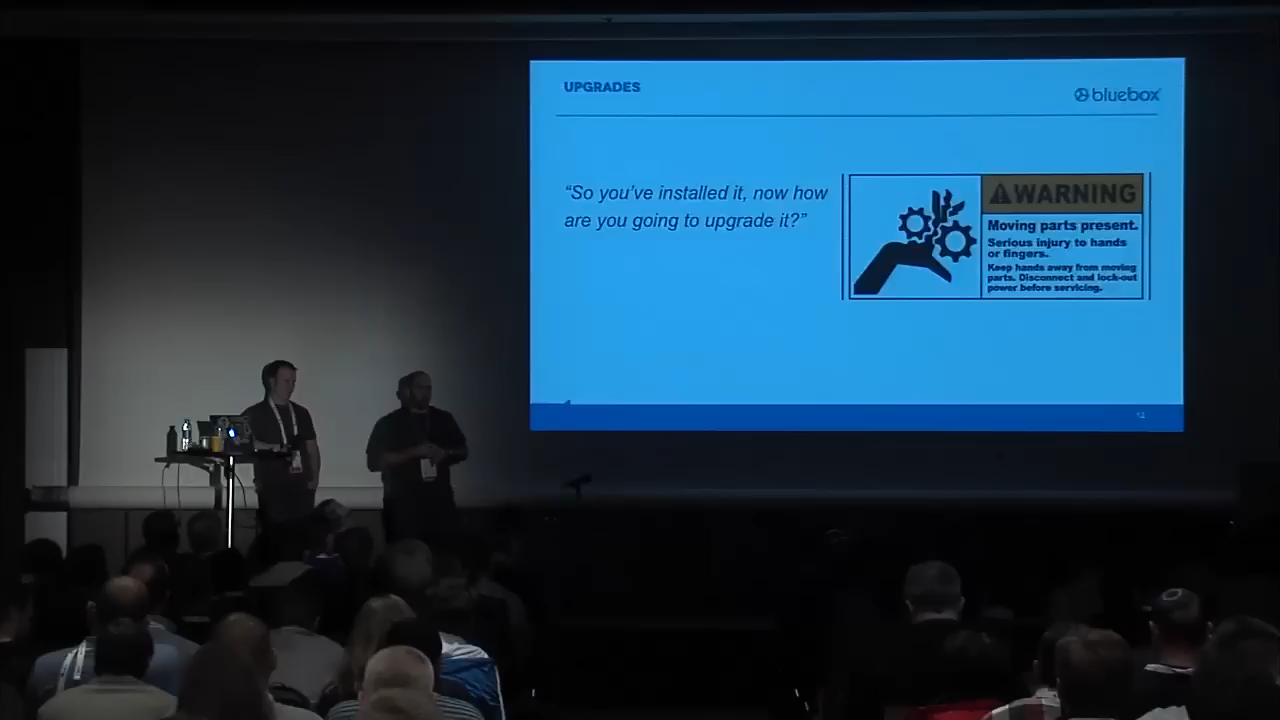 UPGRADES
bluebox
“So you've installed it, now how
are you going to upgrade it?”
WARNING
Moving parts present.
Serious injury to hands
or fingers.
Keep hands away from moving
parts. Disconnect and lock-out
power before servicing.
12